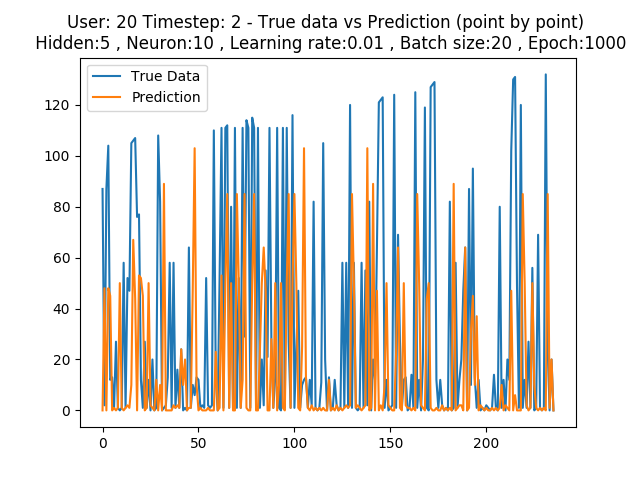 User: 20 Timestep: 2 - True data vs Prediction (point by point)
Hidden:5 , Neuron:10 , Learning rate:0.01 , Batch size:20 , Epoch:1000
True Data
Prediction
120
100
80
60
40
20
0
0 50 100 150 200